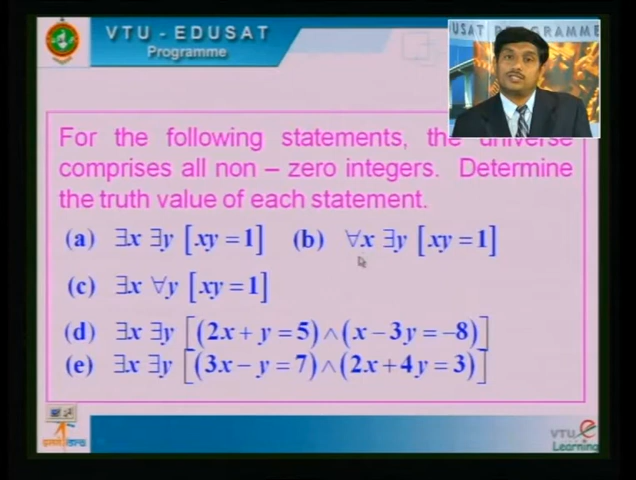 VTU - EDUSAT
Programme
USAT PROGRAMME
For the following statements, the universe
comprises all non – zero integers. Determine
the truth value of each statement.
(a) ∃x ∃y [xy = 1] (b) ∀x ∃y [xy = 1]
(c) ∃x ∀y [xy = 1]
(d) ∃x ∃y [(2x + y = 5) ∧ (x − 3y = −8)]
(e) ∃x ∃y [(3x − y = 7) ∧ (2x + 4y = 3)]
VTU e
Learning